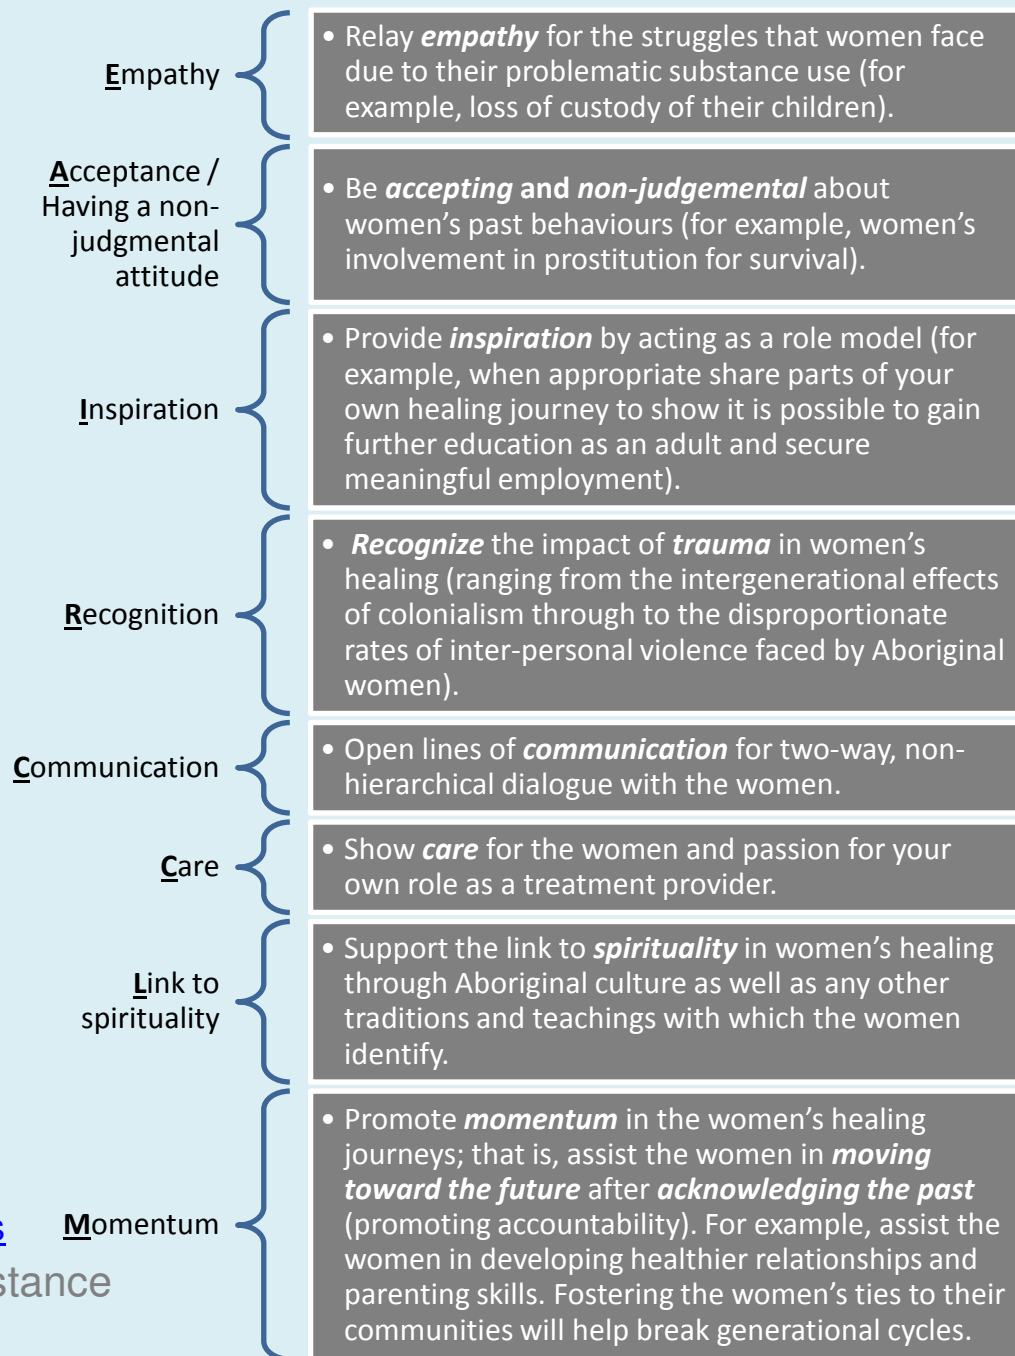 Empathy
• Relay empathy for the struggles that women face
due to their problematic substance use (for
example, loss of custody of their children).
Acceptance /
Having a non-
judgmental
attitude
• Be accepting and non-judgemental about
women's past behaviours (for example, women's
involvement in prostitution for survival).
Inspiration
• Provide inspiration by acting as a role model (for
example, when appropriate share parts of your
own healing journey to show it is possible to gain
further education as an adult and secure
meaningful employment).
Recognition
• Recognize the impact of trauma in women's
healing (ranging from the intergenerational effects
of colonialism through to the disproportionate
rates of inter-personal violence faced by Aboriginal
women).
Communication
• Open lines of communication for two-way, non-
hierarchical dialogue with the women.
Care
• Show care for the women and passion for your
own role as a treatment provider.
Link to
spirituality
• Support the link to spirituality in women's healing
through Aboriginal culture as well as any other
traditions and teachings with which the women
identify.
Momentum
• Promote momentum in the women's healing
journeys; that is, assist the women in moving
toward the future after acknowledging the past
(promoting accountability). For example, assist the
women in developing healthier relationships and
parenting skills. Fostering the women's ties to their
communities will help break generational cycles.
s
stance